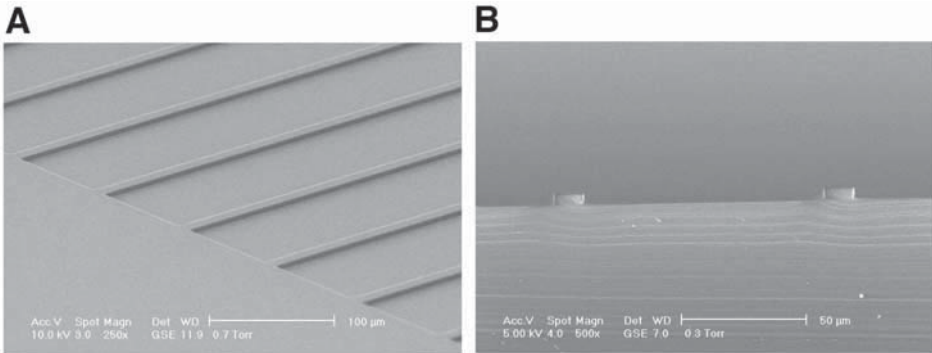 A
B
Acc.V Spot Magn Det WD 100 µm
10.0 kV 3.0 250x GSE 11.9 0.7 Torr
Acc.V Spot Magn Det WD 50 µm
5.00 kV 4.0 500x GSE 7.0 0.3 Torr